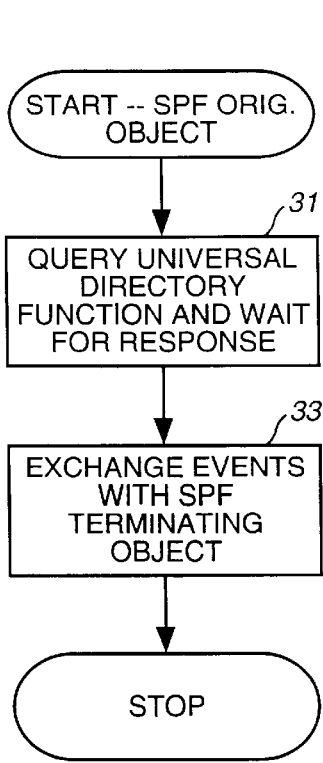 START -- SPF ORIG.
OBJECT
31
QUERY UNIVERSAL
DIRECTORY
FUNCTION AND WAIT
FOR RESPONSE
33
EXCHANGE EVENTS
WITH SPF
TERMINATING
OBJECT
STOP